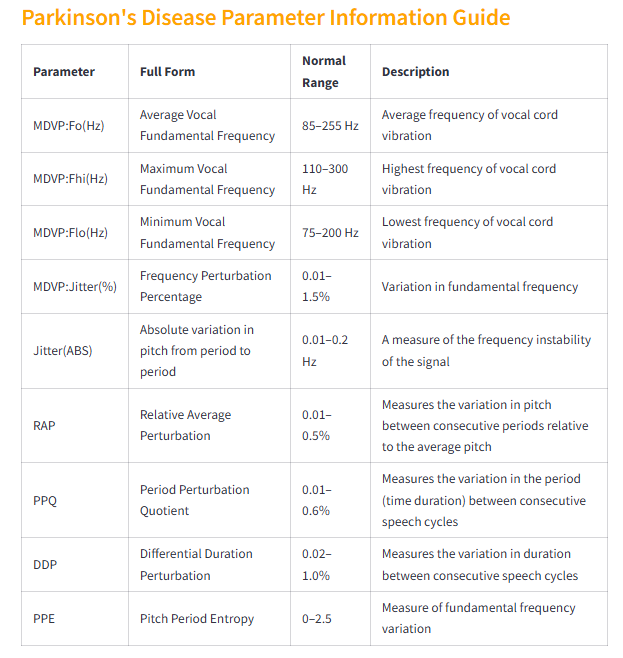 Parkinson's Disease Parameter Information Guide
Parameter Full Form Normal Range Description
MDVP:Fo(Hz) Average Vocal Fundamental Frequency 85–255 Hz Average frequency of vocal cord vibration
MDVP:Fhi(Hz) Maximum Vocal Fundamental Frequency 110–300 Hz Highest frequency of vocal cord vibration
MDVP:Flo(Hz) Minimum Vocal Fundamental Frequency 75–200 Hz Lowest frequency of vocal cord vibration
MDVP:Jitter(%) Frequency Perturbation Percentage 0.01–1.5% Variation in fundamental frequency
Jitter(ABS) Absolute variation in pitch from period to period 0.01–0.2 Hz A measure of the frequency instability of the signal
RAP Relative Average Perturbation 0.01–0.5% Measures the variation in pitch between consecutive periods relative to the average pitch
PPQ Period Perturbation Quotient 0.01–0.6% Measures the variation in the period (time duration) between consecutive speech cycles
DDP Differential Duration Perturbation 0.02–1.0% Measures the variation in duration between consecutive speech cycles
PPE Pitch Period Entropy 0–2.5 Measure of fundamental frequency variation